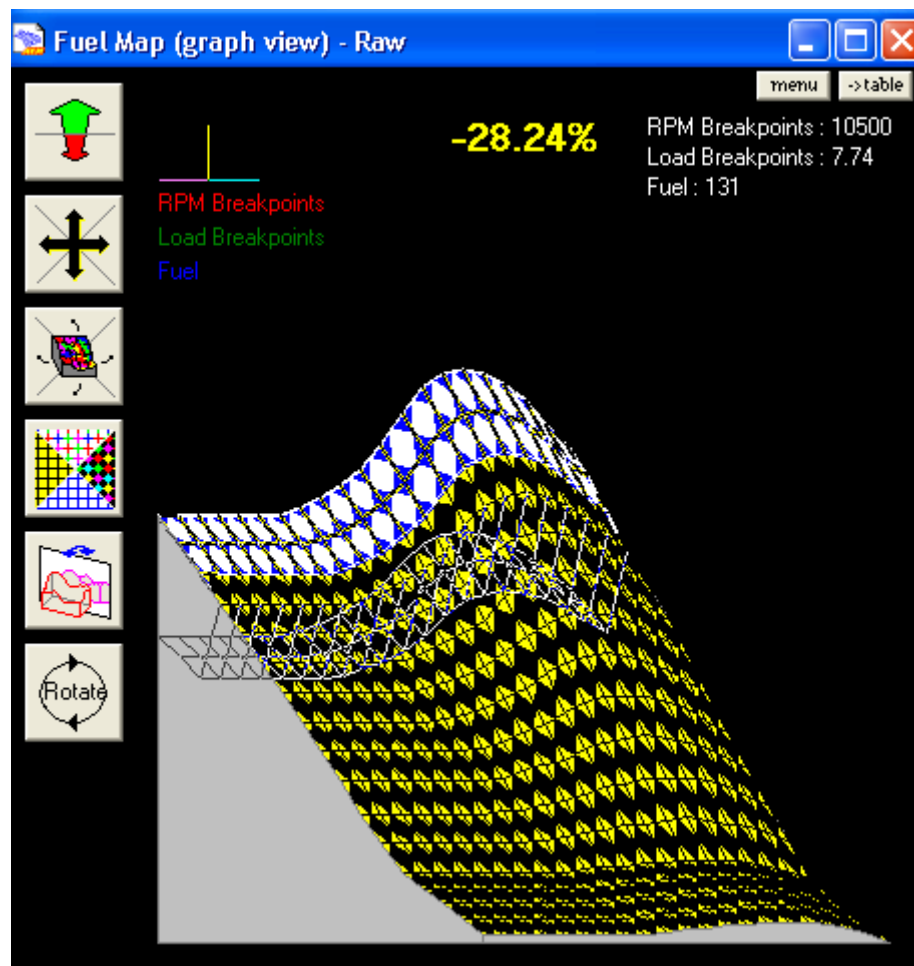 Fuel Map (graph view) - Raw
menu ->table
-28.24%
RPM Breakpoints : 10500
Load Breakpoints : 7.74
Fuel : 131
RPM Breakpoints
Load Breakpoints
Fuel
Rotate